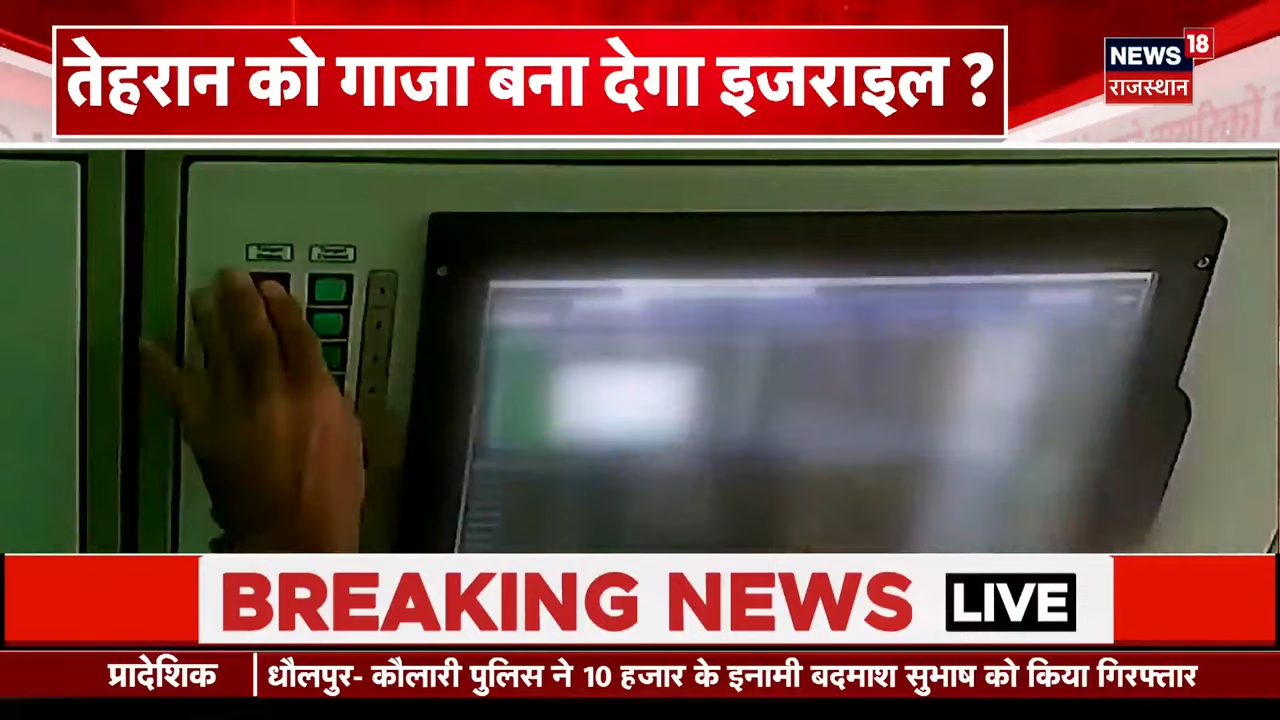 तेहरान को गाजा बना देगा इजराइल ?
NEWS 18
राजस्थान
BREAKING NEWS LIVE
प्रादेशिक
धौलपुर- कौलारी पुलिस ने 10 हजार के इनामी बदमाश सुभाष को किया गिरफ्तार